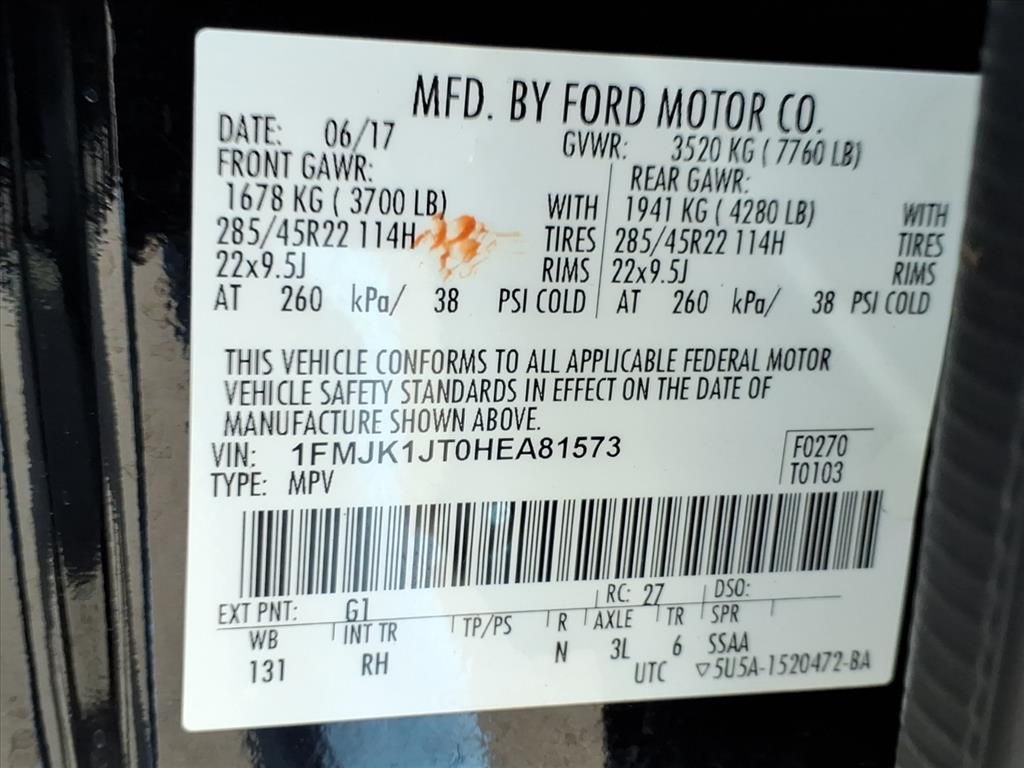 MFD. BY FORD MOTOR CO.
DATE: 06/17 GVWR: 3520 KG ( 7760 LB)
FRONT GAWR: REAR GAWR:
1678 KG ( 3700 LB) WITH 1941 KG ( 4280 LB) WITH
285/45R22 114H TIRES 285/45R22 114H TIRES
22x9.5J RIMS 22x9.5J RIMS
AT 260 kPa/ 38 PSI COLD AT 260 kPa/ 38 PSI COLD
THIS VEHICLE CONFORMS TO ALL APPLICABLE FEDERAL MOTOR
VEHICLE SAFETY STANDARDS IN EFFECT ON THE DATE OF
MANUFACTURE SHOWN ABOVE.
VIN: 1FMJK1JT0HEA81573 F0270
TYPE: MPV T0103
EXT PNT: G1 RC: 27 DSO:
WB INT TR TP/PS R AXLE TR SPR
131 RH N 3L 6 SSAA
UTC ▽5U5A-1520472-BA